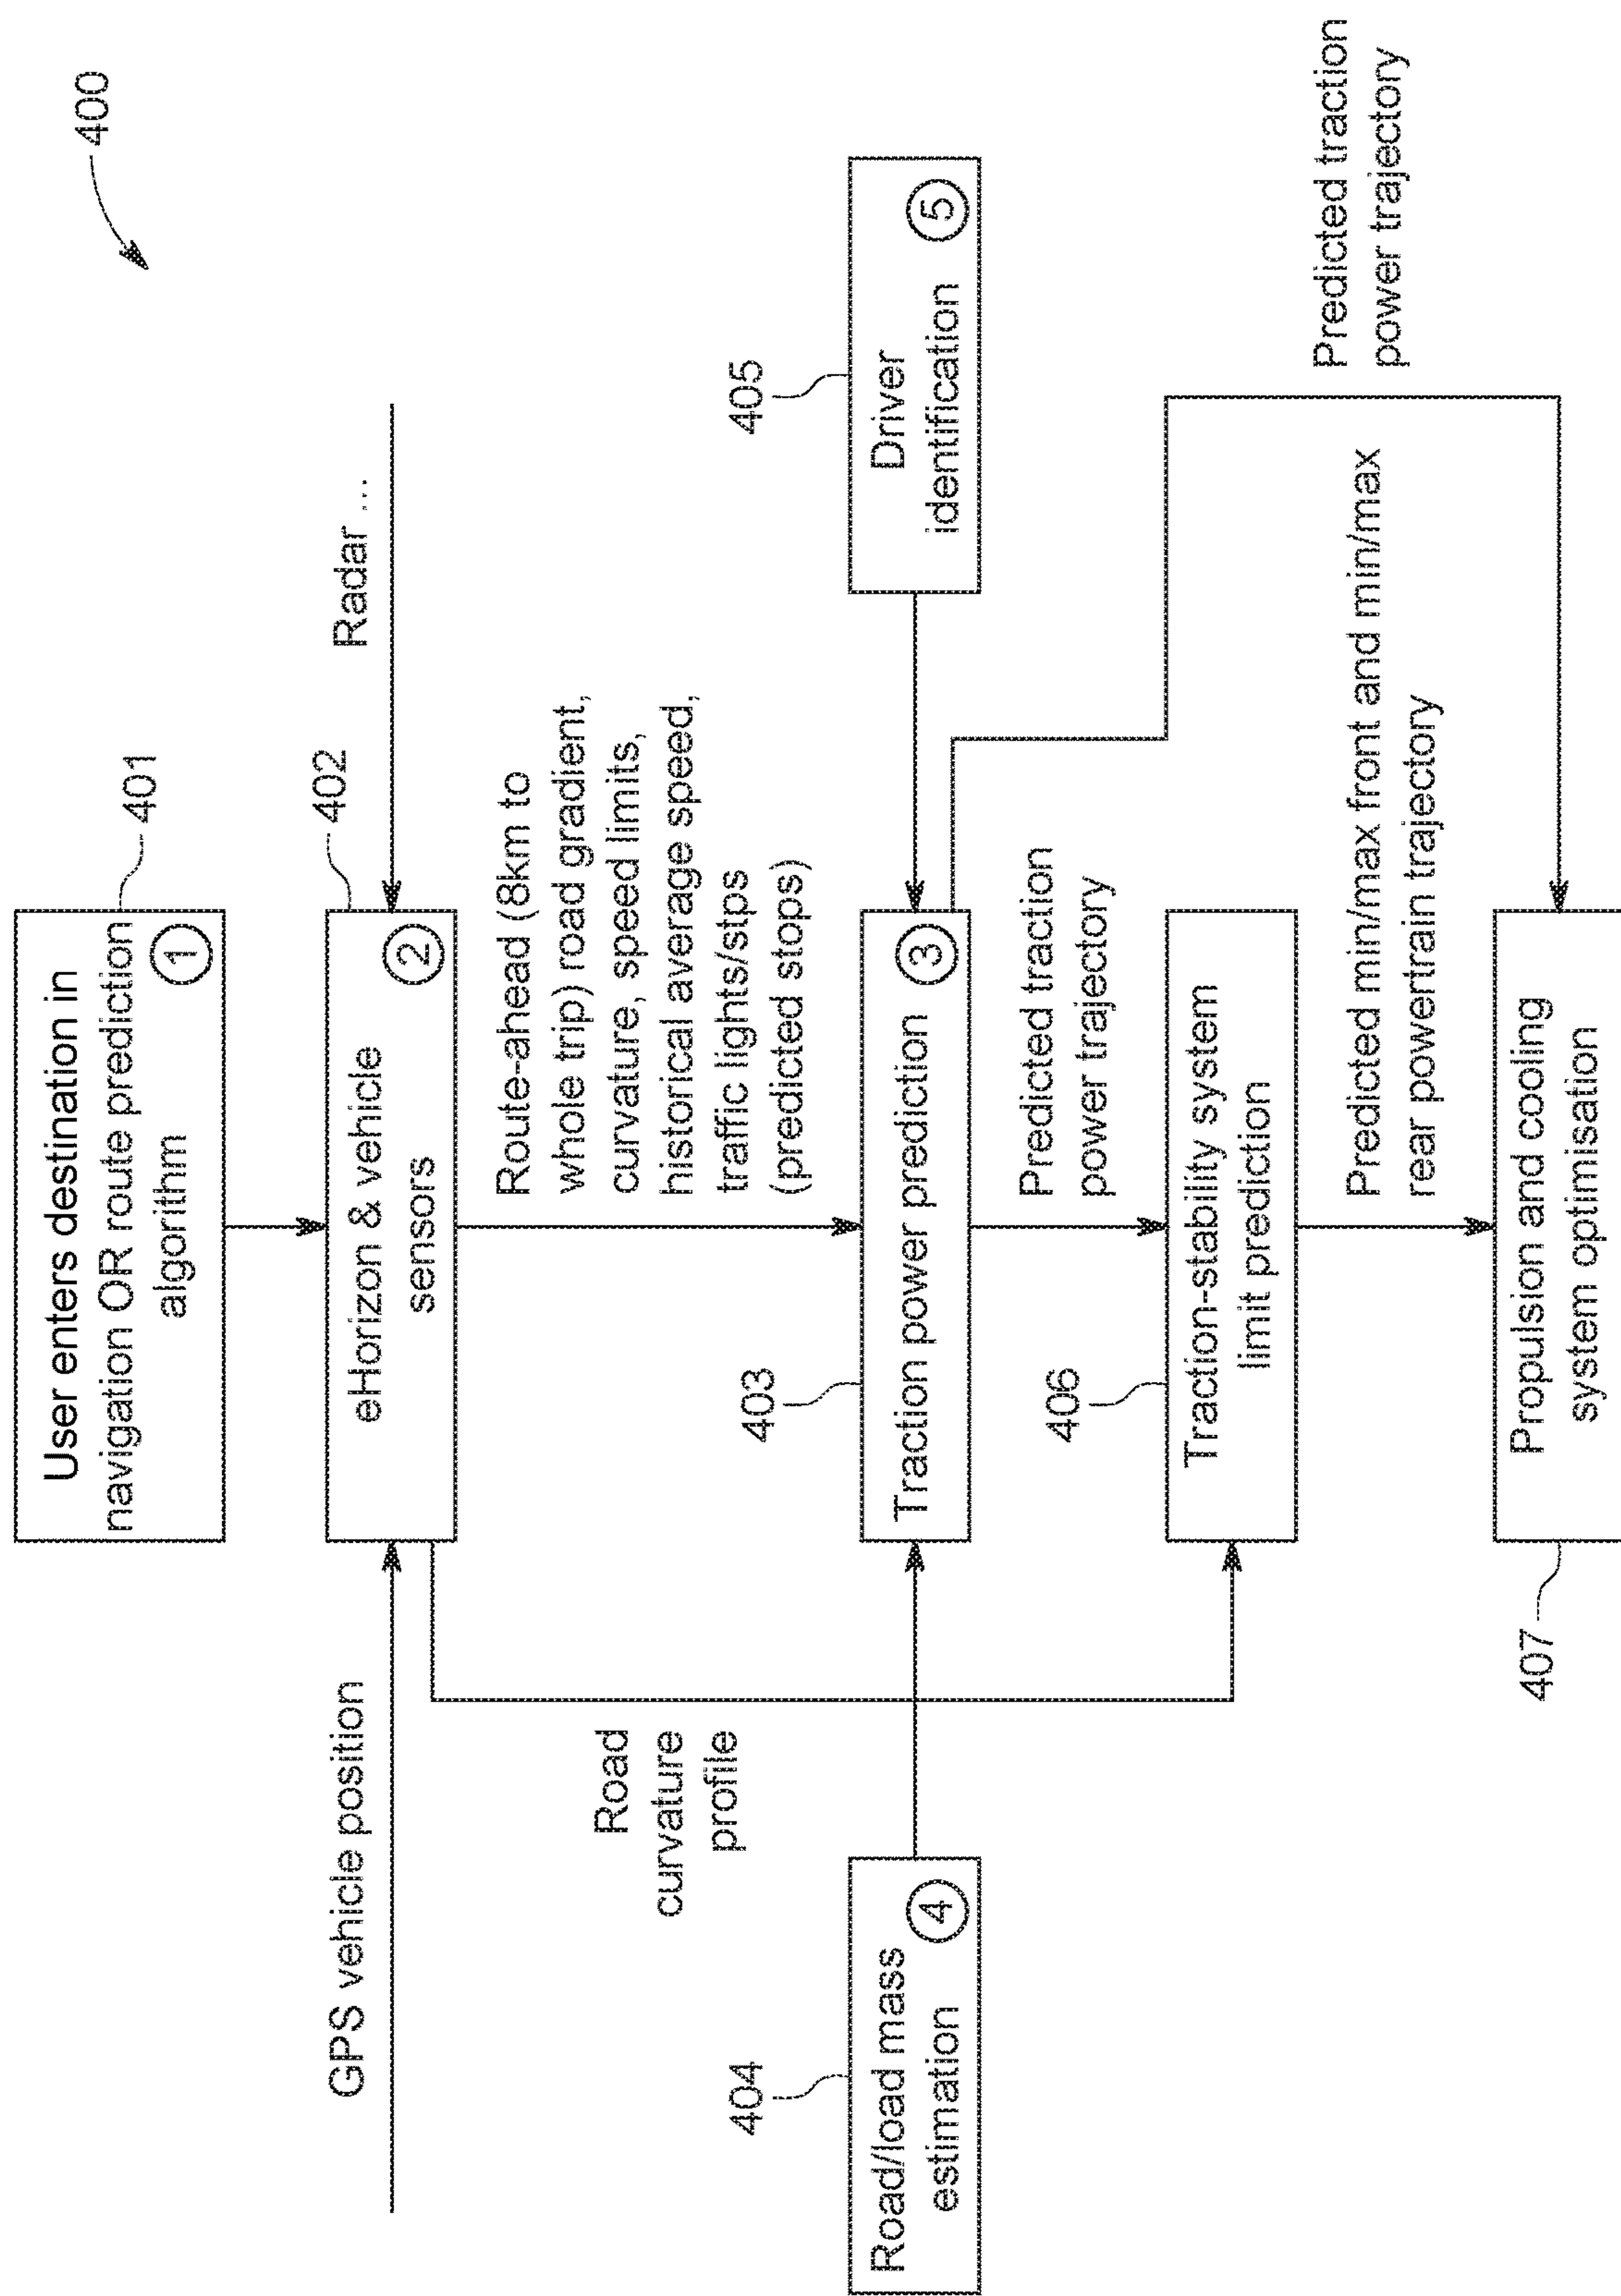 400
User enters destination in
navigation OR route prediction
algorithm
1
401
GPS vehicle position
eHorizon & vehicle
sensors
2
402
Radar ...
Route-ahead (8km to
whole trip) road gradient,
curvature, speed limits,
historical average speed,
traffic lights/stps
(predicted stops)
Road
curvature
profile
404
Road/load mass
estimation
4
403
Traction power prediction
3
405
Driver
identification
5
Predicted traction
power trajectory
406
Traction-stability system
limit prediction
Predicted min/max front and min/max
rear powertrain trajectory
Predicted traction
power trajectory
407
Propulsion and cooling
system optimisation